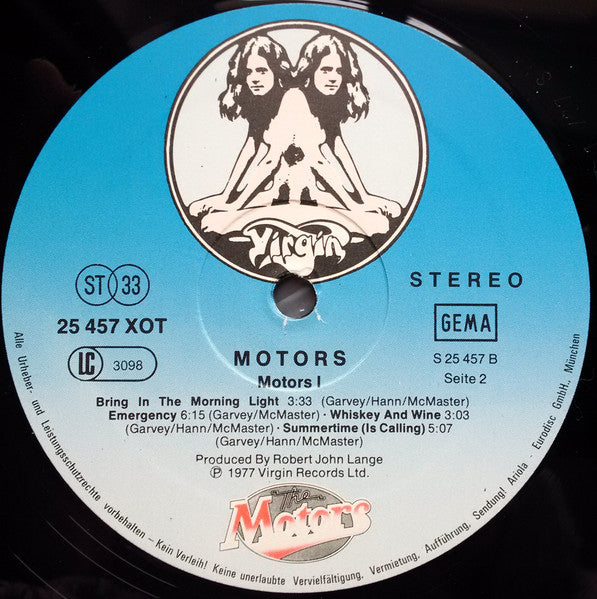 -Virgin-
ST 33
STEREO
25 457 XOT
GEMA
LC 3098
S 25 457 B
Seite 2
MOTORS
Motors I
Bring In The Morning Light 3:33 (Garvey/Hann/McMaster)
Emergency 6:15 (Garvey/McMaster) • Whiskey And Wine 3:03
(Garvey/Hann/McMaster) • Summertime (Is Calling) 5:07
(Garvey/Hann/McMaster)
Produced By Robert John Lange
℗ 1977 Virgin Records Ltd.
The
Motors
Alle Urheber- und Leistungsschutzrechte vorbehalten – Kein Verleih! Keine unerlaubte Vervielfältigung, Vermietung, Aufführung, Sendung! Ariola - Eurodisc GmbH., München